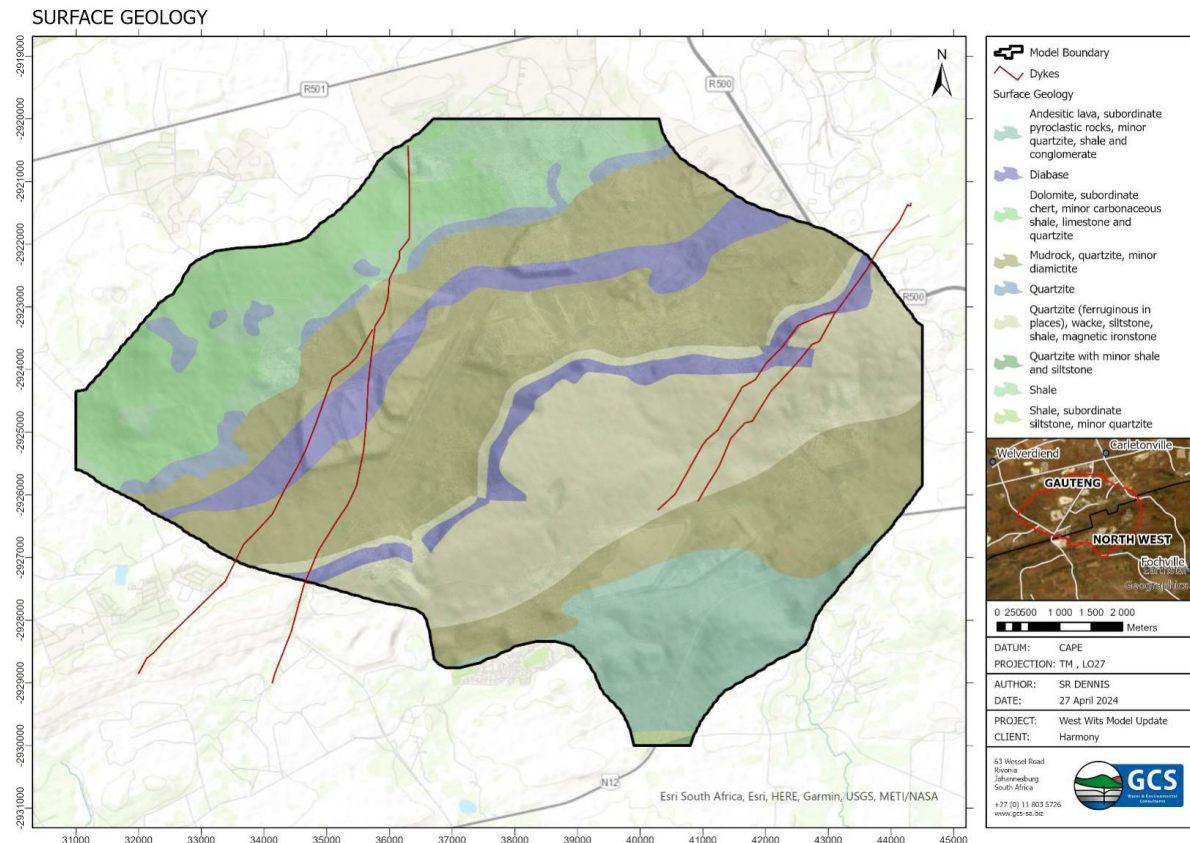 SURFACE GEOLOGY
-2919000
-2920000
-2921000
-2922000
-2923000
-2924000
-2925000
-2926000
-2927000
-2928000
-2929000
-2930000
-2931000
R501
R500
N
R500
N12
Esri South Africa, Esri, HERE, Garmin, USGS, METI/NASA
31000 32000 33000 34000 35000 36000 37000 38000 39000 40000 41000 42000 43000 44000 45000
Model Boundary
Dykes
Surface Geology
Andesitic lava, subordinate
pyroclastic rocks, minor
quartzite, shale and
conglomerate
Diabase
Dolomite, subordinate
chert, minor carbonaceous
shale, limestone and
quartzite
Mudrock, quartzite, minor
diamictite
Quartzite
Quartzite (ferruginous in
places), wacke, siltstone,
shale, magnetic ironstone
Quartzite with minor shale
and siltstone
Shale
Shale, subordinate
siltstone, minor quartzite
Welverdiend
Carletonville
GAUTENG
NORTH WEST
Fochville
Earthstar
Geographics
0 250500 1 000 1 500 2 000
Meters
DATUM: CAPE
PROJECTION: TM , LO27
AUTHOR: SR DENNIS
DATE: 27 April 2024
PROJECT: West Wits Model Update
CLIENT: Harmony
63 Wessel Road
Rivonia
Johannesburg
South Africa
+27 (0) 11 803 5726
www.gcs-sa.biz
GCS
Water & Environmental
Consultants